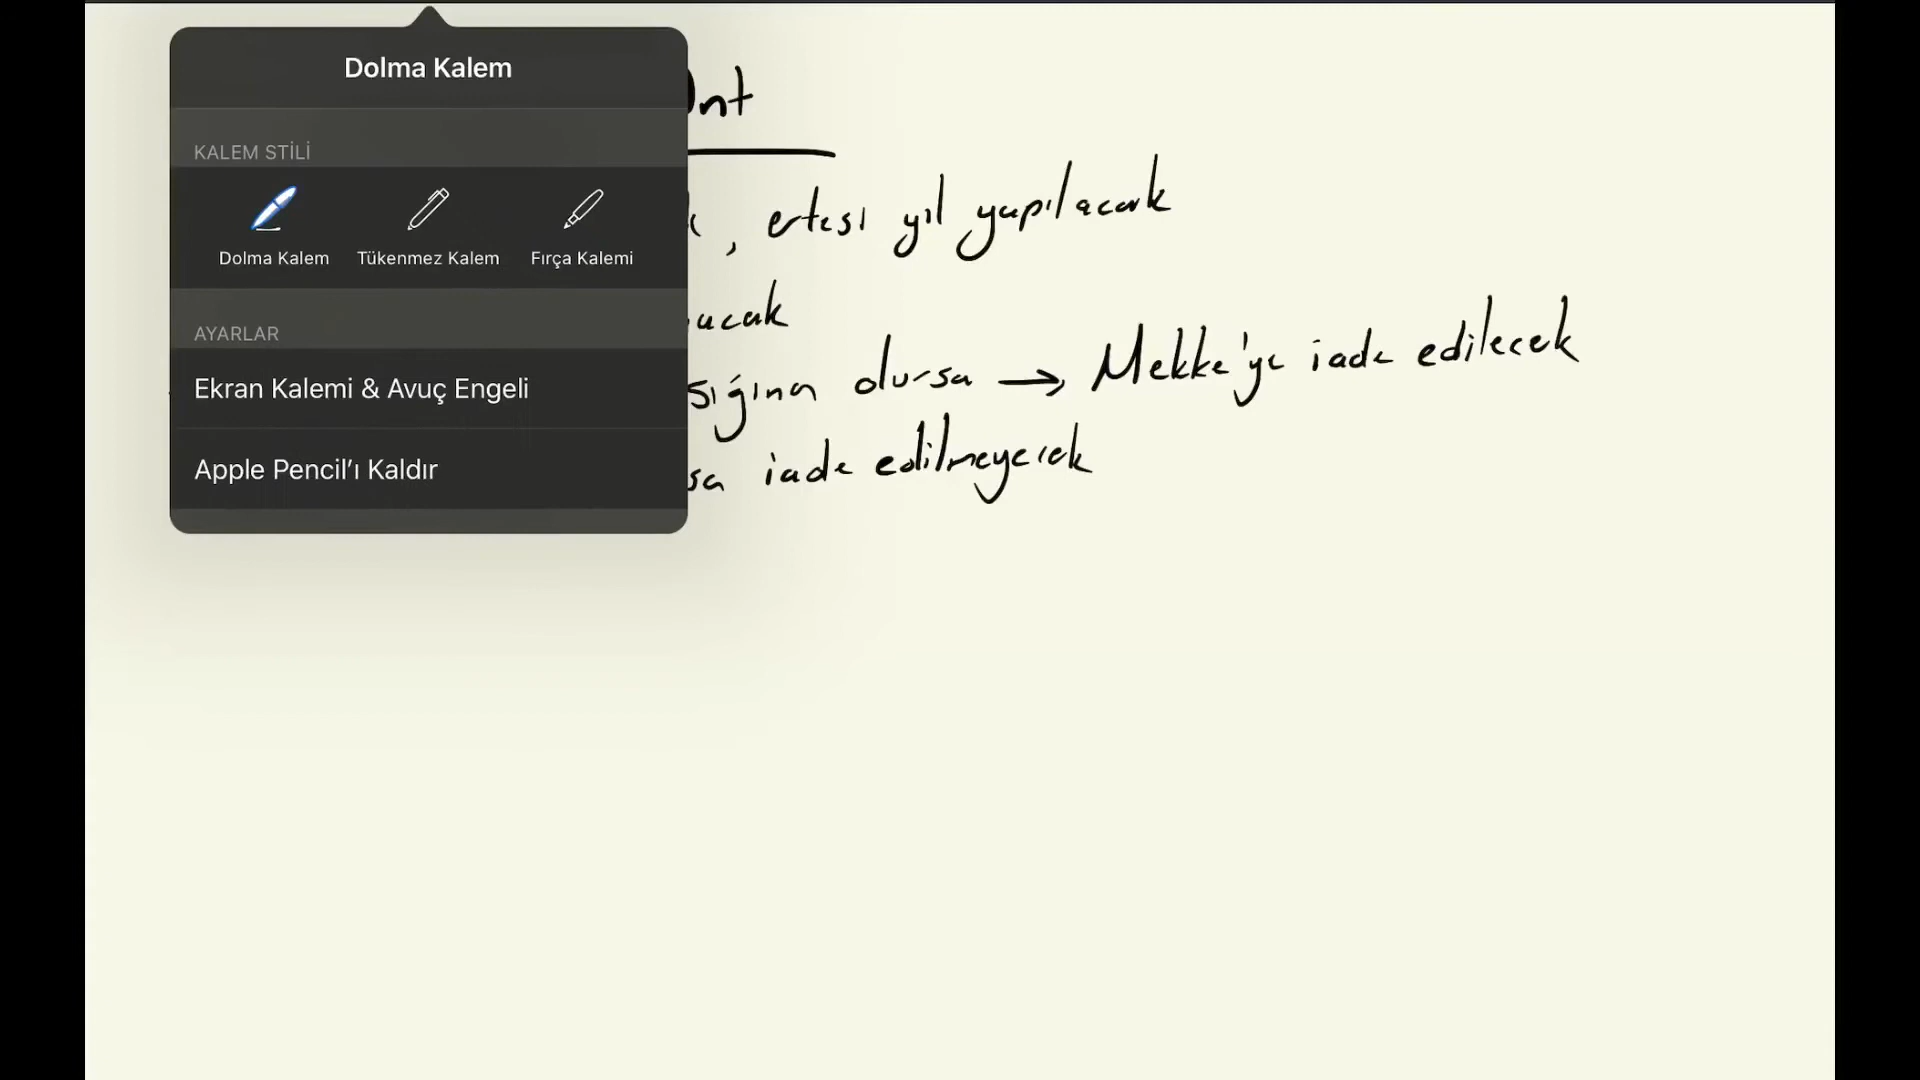 Dolma Kalem
nt
KALEM STİLİ
Dolma Kalem Tükenmez Kalem Fırça Kalemi
, ertesi yıl yapılacak
ucak
AYARLAR
sığınan olursa → Mekke'ye iade edilecek
Ekran Kalemi & Avuç Engeli
sa iade edilmeyecek
Apple Pencil'ı Kaldır